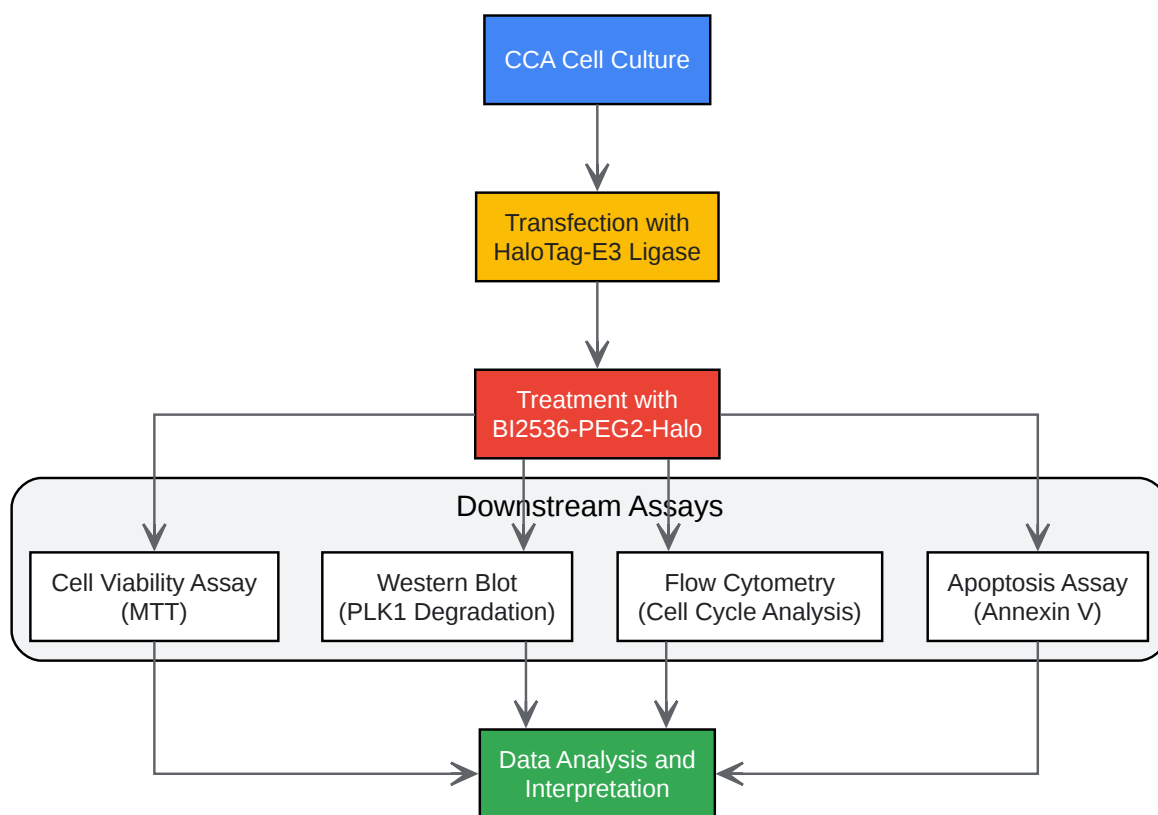 CCA Cell Culture
Transfection with
HaloTag-E3 Ligase
Treatment with
BI2536-PEG2-Halo
Downstream Assays
Cell Viability Assay
(MTT)
Western Blot
(PLK1 Degradation)
Flow Cytometry
(Cell Cycle Analysis)
Apoptosis Assay
(Annexin V)
Data Analysis and
Interpretation